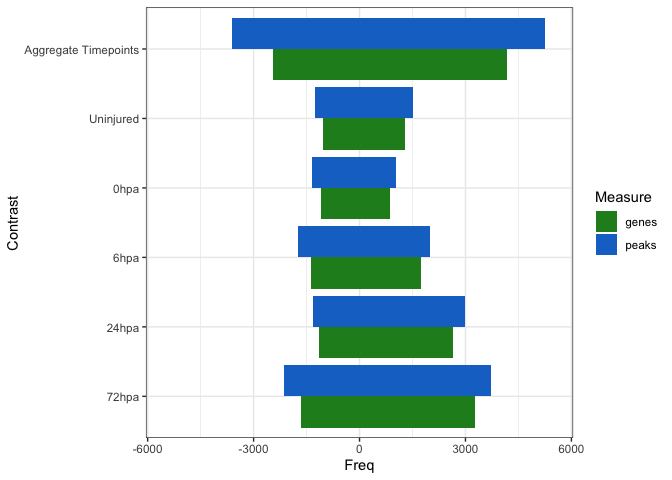 Contrast
Aggregate Timepoints
Uninjured
0hpa
6hpa
24hpa
72hpa
-6000 -3000 0 3000 6000
Freq
Measure
genes
peaks